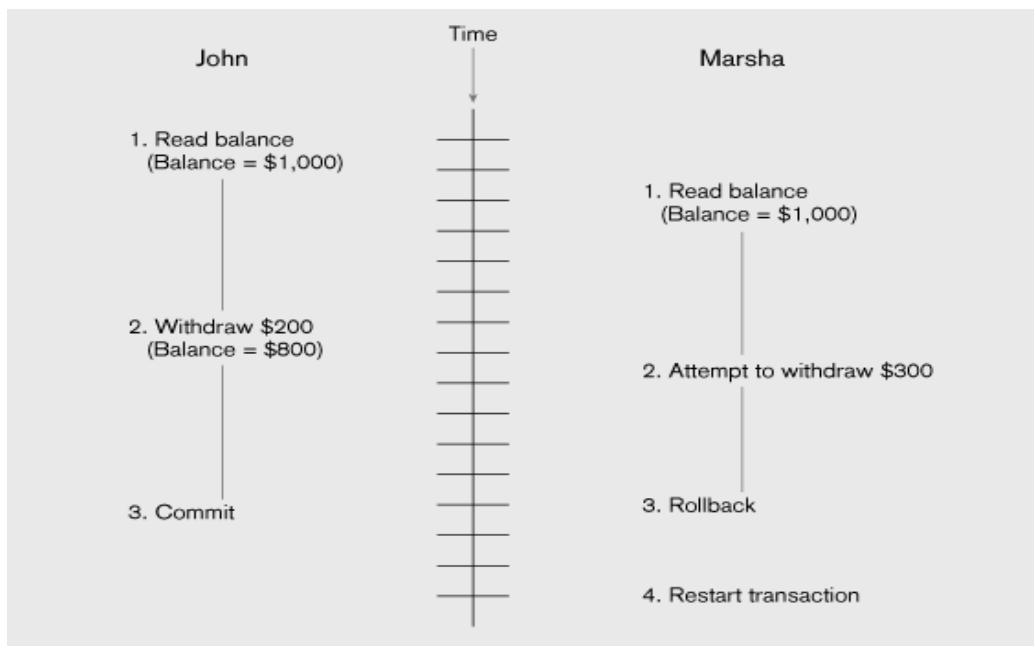 Time
John
Marsha
1. Read balance
(Balance = $1,000)
1. Read balance
(Balance = $1,000)
2. Withdraw $200
(Balance = $800)
2. Attempt to withdraw $300
3. Commit
3. Rollback
4. Restart transaction